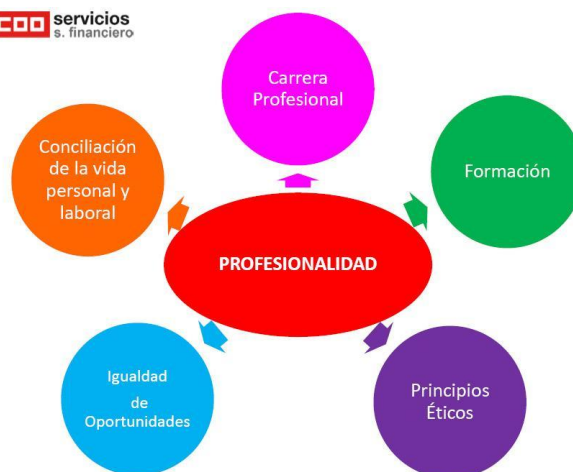 CCOO servicios
s. financiero
Carrera
Profesional
Conciliación
de la vida
personal y
laboral
Formación
PROFESIONALIDAD
Igualdad
de
Oportunidades
Principios
Éticos